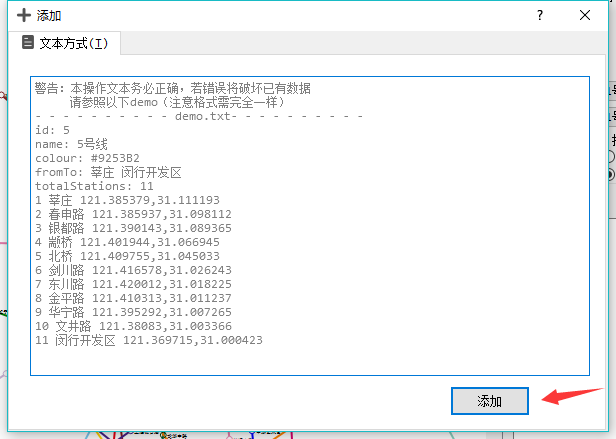 添加
?
文本方式(I)
警告: 本操作文本务必正确, 若错误将破坏已有数据
请参照以下demo (注意格式需完全一样)
- - - - - - - - - - demo.txt- - - - - - - - - -
id: 5
name: 5号线
colour: #9253B2
fromTo: 莘庄 闵行开发区
totalStations: 11
1 莘庄 121.385379,31.111193
2 春申路 121.385937,31.098112
3 银都路 121.390143,31.089365
4 颛桥 121.401944,31.066945
5 北桥 121.409755,31.045033
6 剑川路 121.416578,31.026243
7 东川路 121.420012,31.018225
8 金平路 121.410313,31.011237
9 华宁路 121.395292,31.007265
10 文井路 121.38083,31.003366
11 闵行开发区 121.369715,31.000423
添加